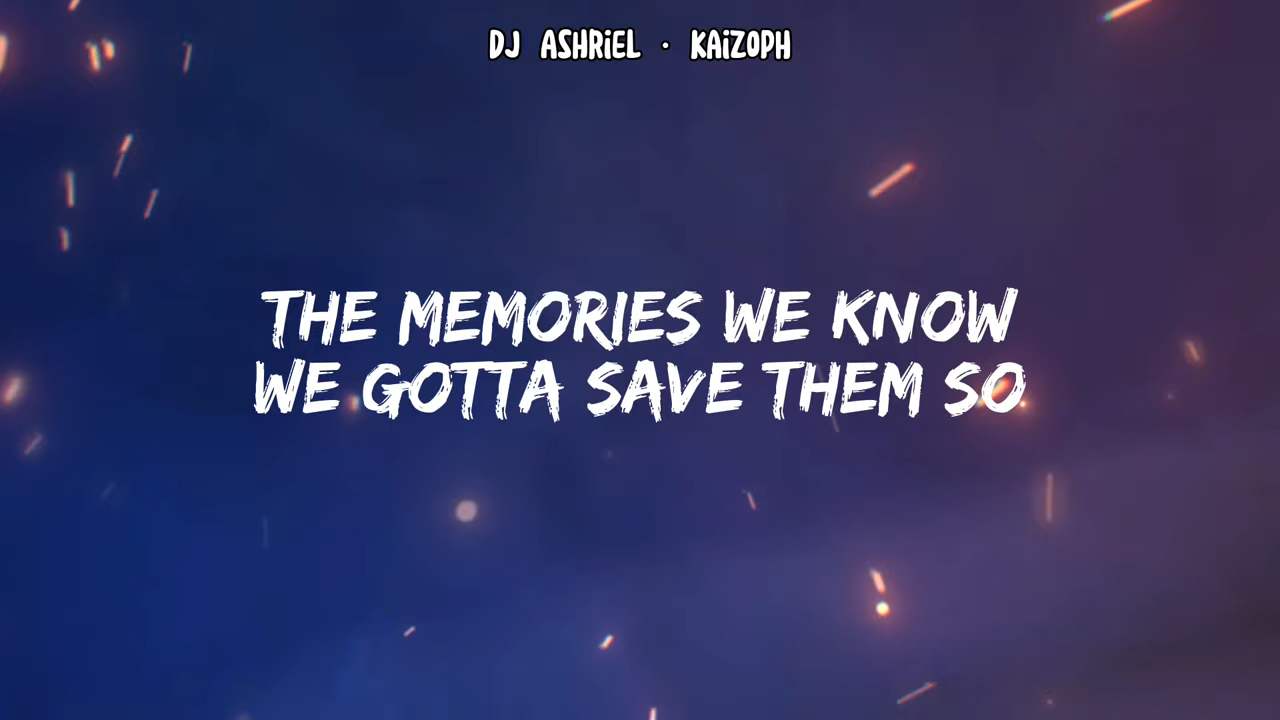 DJ ASHRiEL · KAiZOPH
THE MEMORIES WE KNOW
WE GOTTA SAVE THEM SO